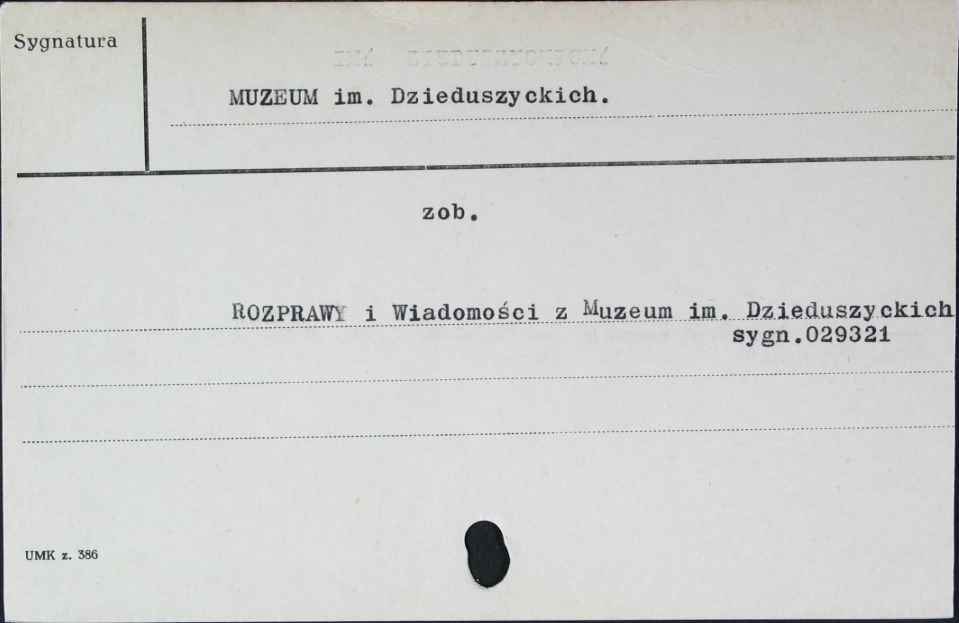 Sygnatura
MUZEUM im. Dzieduszyckich.
zob.
ROZPRAWY i Wiadomości z Muzeum im. Dzieduszyckich
sygn.029321
UMK z. 386